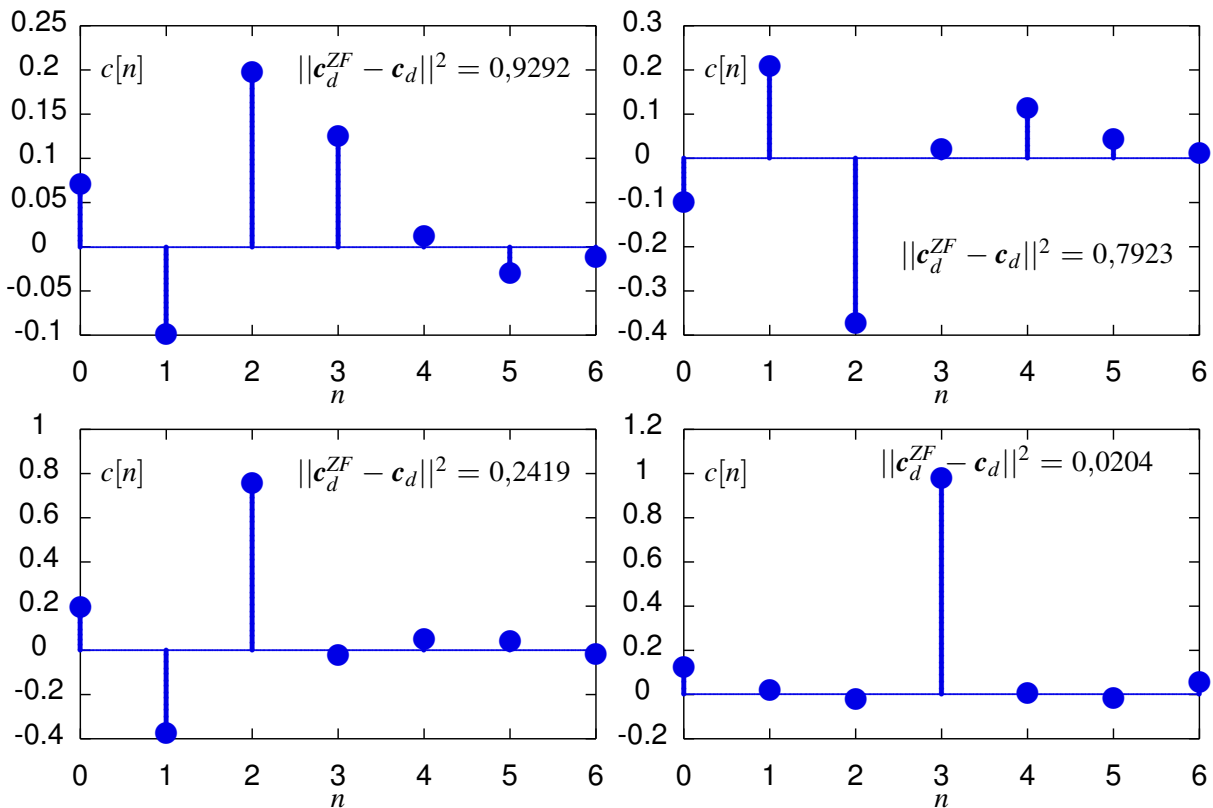 0.25
0.2
0.15
0.1
0.05
0
-0.05
-0.1
c[n]
||c_d^{ZF} − c_d||^2 = 0,9292
0 1 2 3 4 5 6
n
0.3
0.2
0.1
0
-0.1
-0.2
-0.3
-0.4
c[n]
||c_d^{ZF} − c_d||^2 = 0,7923
0 1 2 3 4 5 6
n
1
0.8
0.6
0.4
0.2
0
-0.2
-0.4
c[n]
||c_d^{ZF} − c_d||^2 = 0,2419
0 1 2 3 4 5 6
n
1.2
1
0.8
0.6
0.4
0.2
0
-0.2
c[n]
||c_d^{ZF} − c_d||^2 = 0,0204
0 1 2 3 4 5 6
n